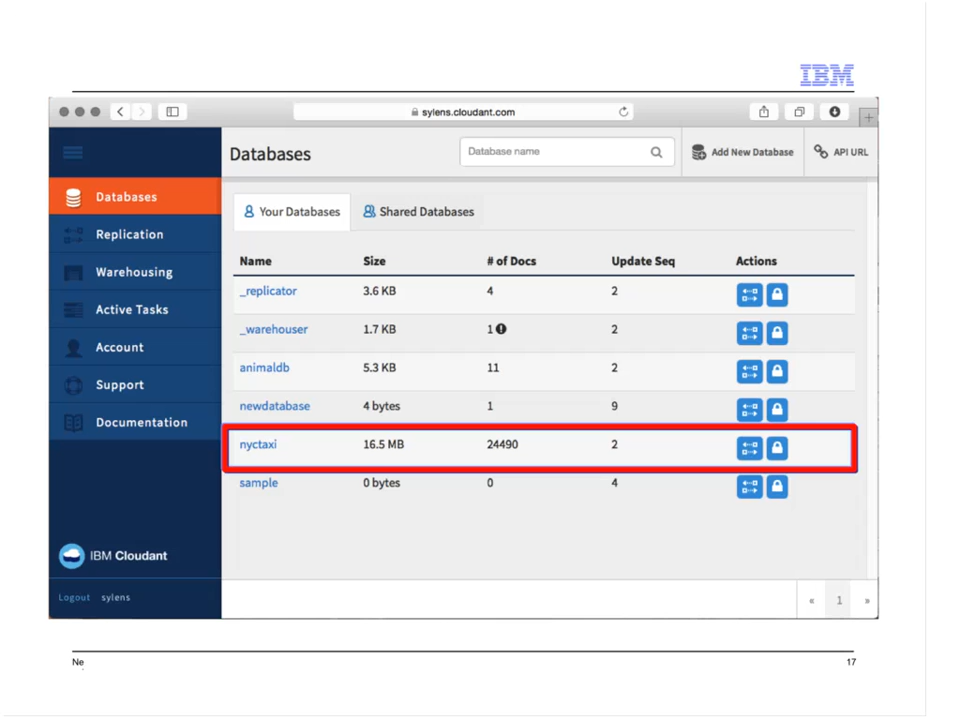 IBM
sylens.cloudant.com
Databases
Database name
Add New Database
API URL
Databases
Replication
Warehousing
Active Tasks
Account
Support
Documentation
Your Databases
Shared Databases
Name Size # of Docs Update Seq Actions
_replicator 3.6 KB 4 2
_warehouser 1.7 KB 1 2
animaldb 5.3 KB 11 2
newdatabase 4 bytes 1 9
nyctaxi 16.5 MB 24490 2
sample 0 bytes 0 4
IBM Cloudant
Logout sylens
« 1 »
Ne 17